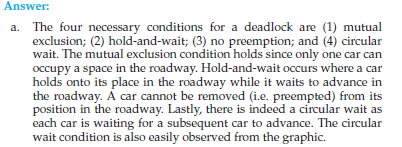 Answer:
a. The four necessary conditions for a deadlock are (1) mutual
exclusion; (2) hold-and-wait; (3) no preemption; and (4) circular
wait. The mutual exclusion condition holds since only one car can
occupy a space in the roadway. Hold-and-wait occurs where a car
holds onto its place in the roadway while it waits to advance in
the roadway. A car cannot be removed (i.e. preempted) from its
position in the roadway. Lastly, there is indeed a circular wait as
each car is waiting for a subsequent car to advance. The circular
wait condition is also easily observed from the graphic.